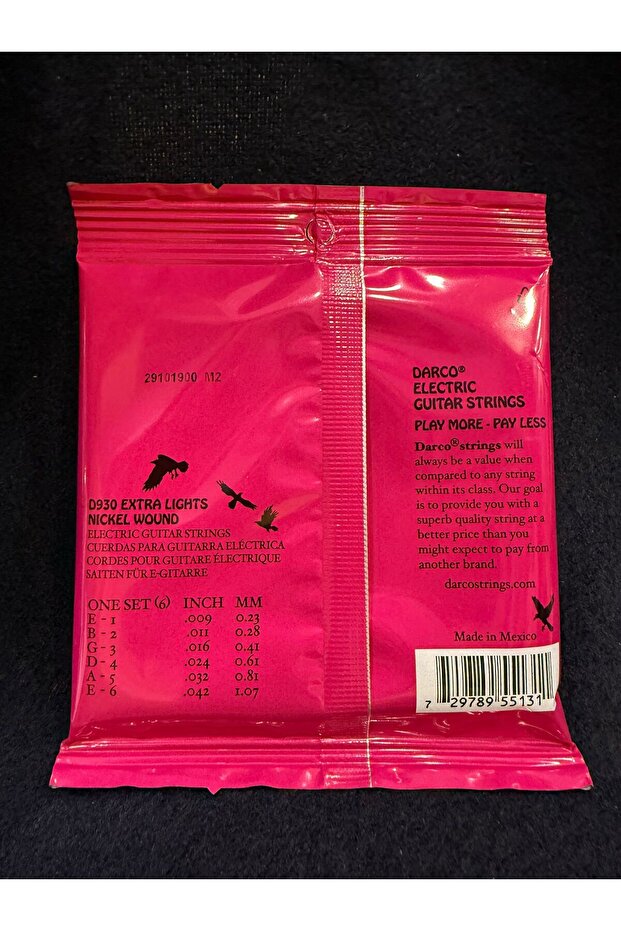 29101900 M2
D930 EXTRA LIGHTS
NICKEL WOUND
ELECTRIC GUITAR STRINGS
CUERDAS PARA GUITARRA ELÉCTRICA
CORDES POUR GUITARE ÉLECTRIQUE
SAITEN FÜR E-GITARRE
ONE SET (6) INCH MM
E - 1 .009 0.23
B - 2 .011 0.28
G - 3 .016 0.41
D - 4 .024 0.61
A - 5 .032 0.81
E - 6 .042 1.07
DARCO®
ELECTRIC
GUITAR STRINGS
PLAY MORE - PAY LESS
Darco® strings will
always be a value when
compared to any string
within its class. Our goal
is to provide you with a
superb quality string at a
better price than you
might expect to pay from
another brand.
darcostrings.com
Made in Mexico
7 29789 55131